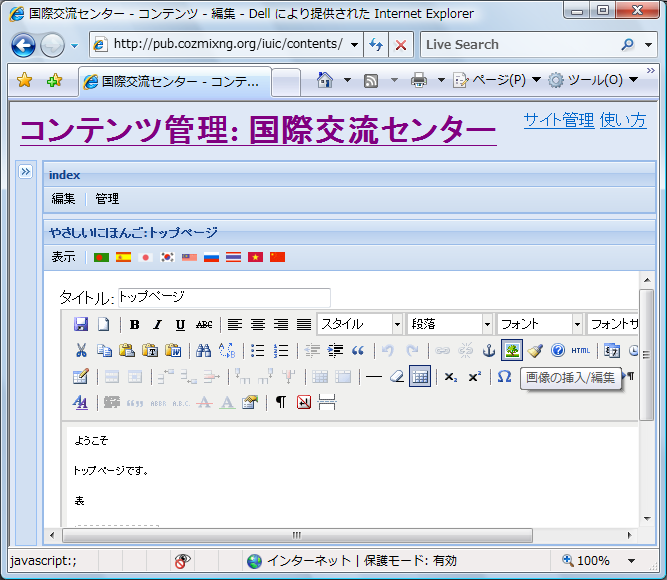 国際交流センター - コンテンツ - 編集 - Dell により提供された Internet Explorer
http://pub.cozmixng.org/iuic/contents/
Live Search
国際交流センター - コンテ...
ページ(P)
ツール(O)
コンテンツ管理: 国際交流センター
サイト管理 使い方
index
編集 管理
やさしいにほんご:トップページ
表示
タイトル: トップページ
B I U ABC スタイル 段落 フォント フォントサ
HTML
画像の挿入/編集
ようこそ
トップページです。
表
javascript:;
インターネット | 保護モード: 有効
100%